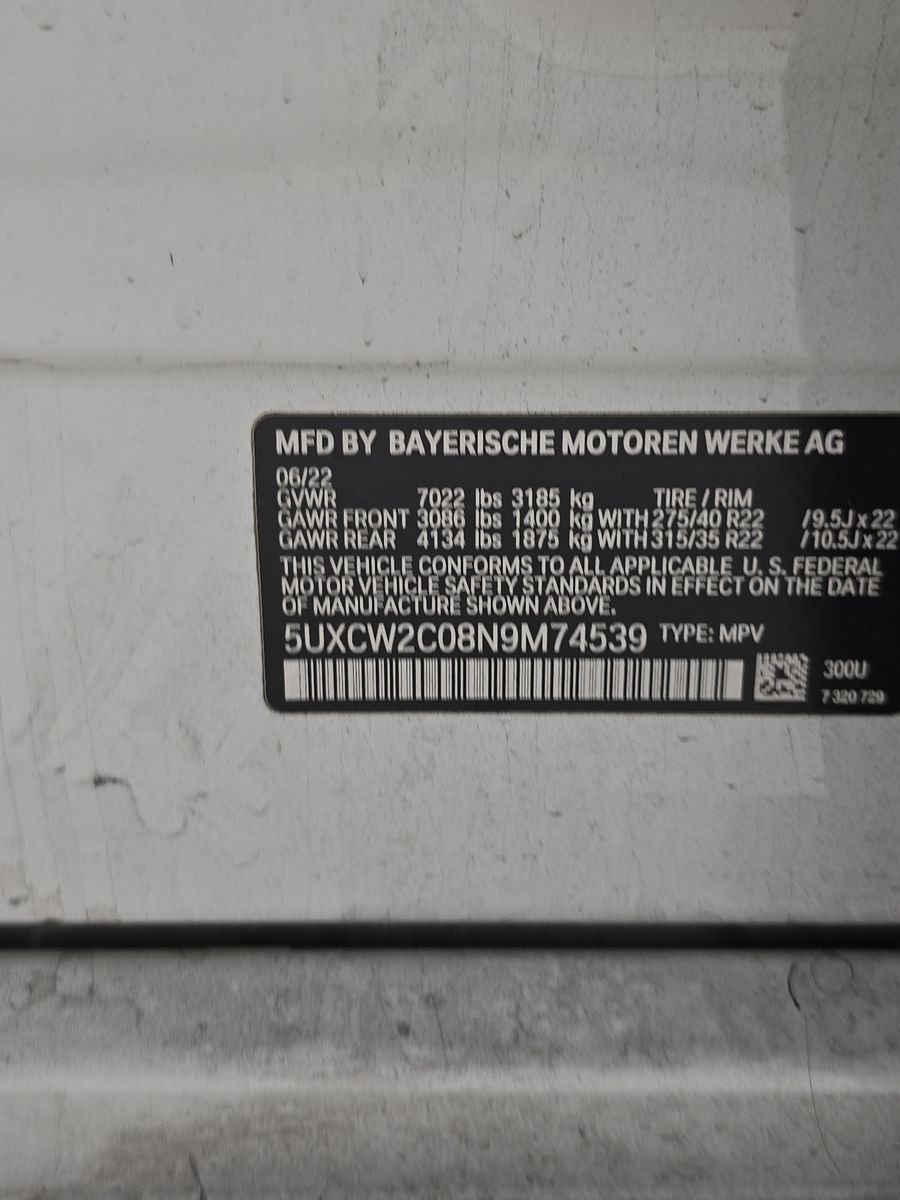 MFD BY BAYERISCHE MOTOREN WERKE AG
06/22
GVWR 7022 lbs 3185 kg TIRE / RIM
GAWR FRONT 3086 lbs 1400 kg WITH 275/40 R22 /9.5J x 22
GAWR REAR 4134 lbs 1875 kg WITH 315/35 R22 /10.5J x 22
THIS VEHICLE CONFORMS TO ALL APPLICABLE U. S. FEDERAL
MOTOR VEHICLE SAFETY STANDARDS IN EFFECT ON THE DATE
OF MANUFACTURE SHOWN ABOVE.
5UXCW2C08N9M74539 TYPE: MPV
300U
7 320 729